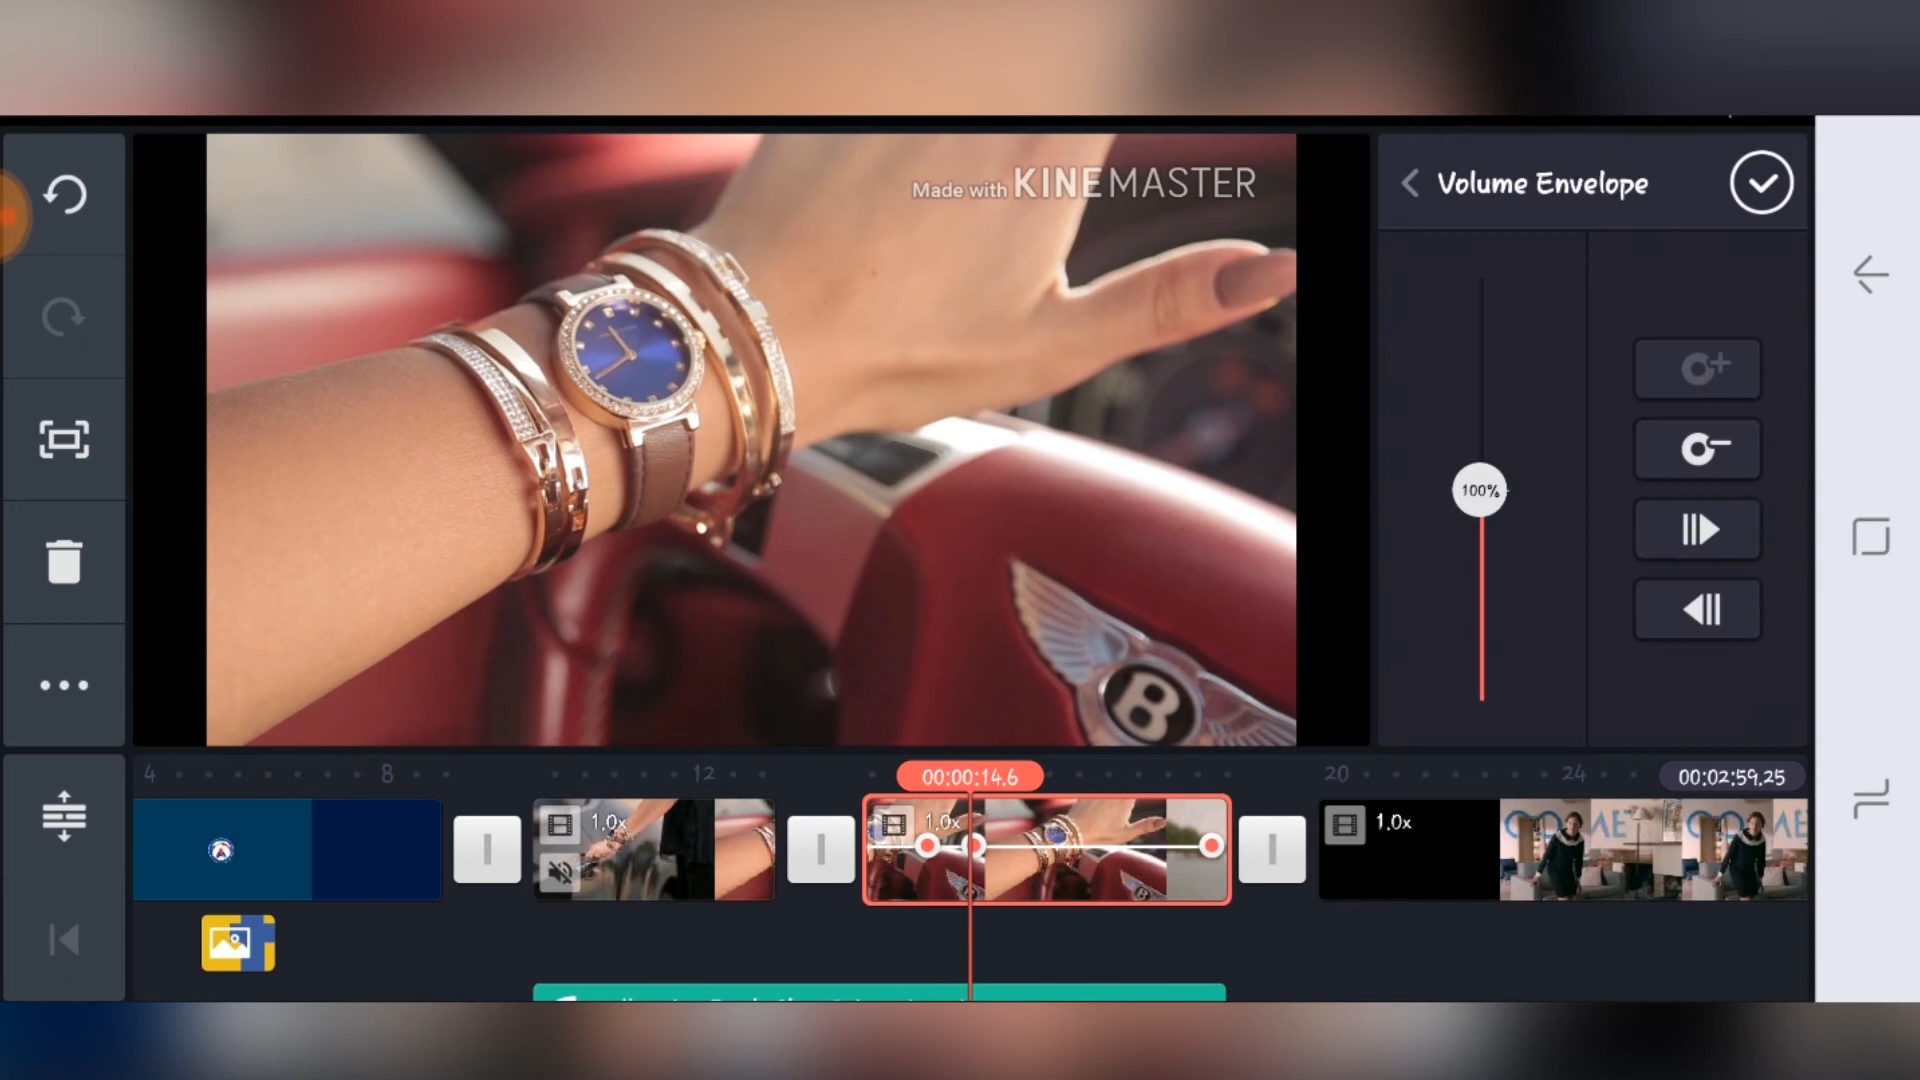 Made with KINEMASTER
Volume Envelope
100%
B
4
8
12
00:00:14.6
20
24
00:02:59.25
1.0x
1.0x
1.0x